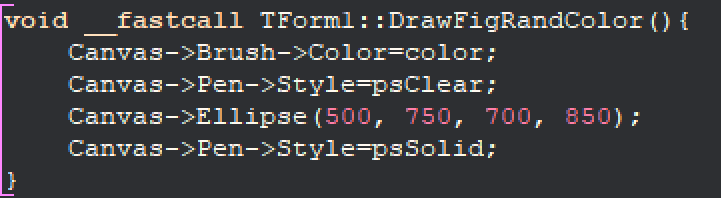 void __fastcall TForm1::DrawFigRandColor(){
    Canvas->Brush->Color=color;
    Canvas->Pen->Style=psClear;
    Canvas->Ellipse(500, 750, 700, 850);
    Canvas->Pen->Style=psSolid;
}